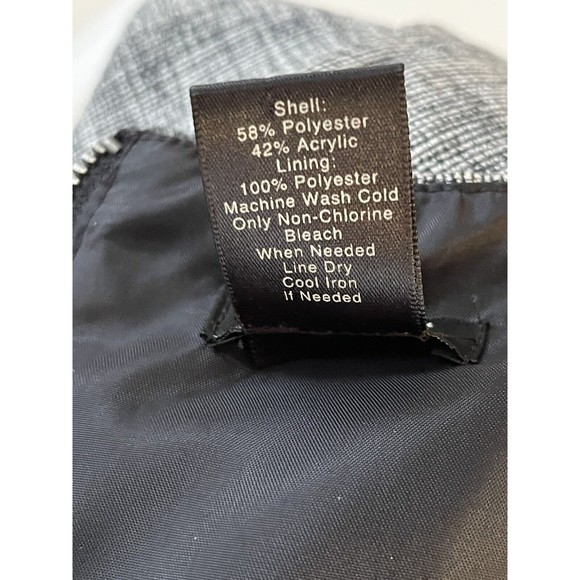 Shell:
58% Polyester
42% Acrylic
Lining:
100% Polyester
Machine Wash Cold
Only Non-Chlorine
Bleach
When Needed
Line Dry
Cool Iron
If Needed